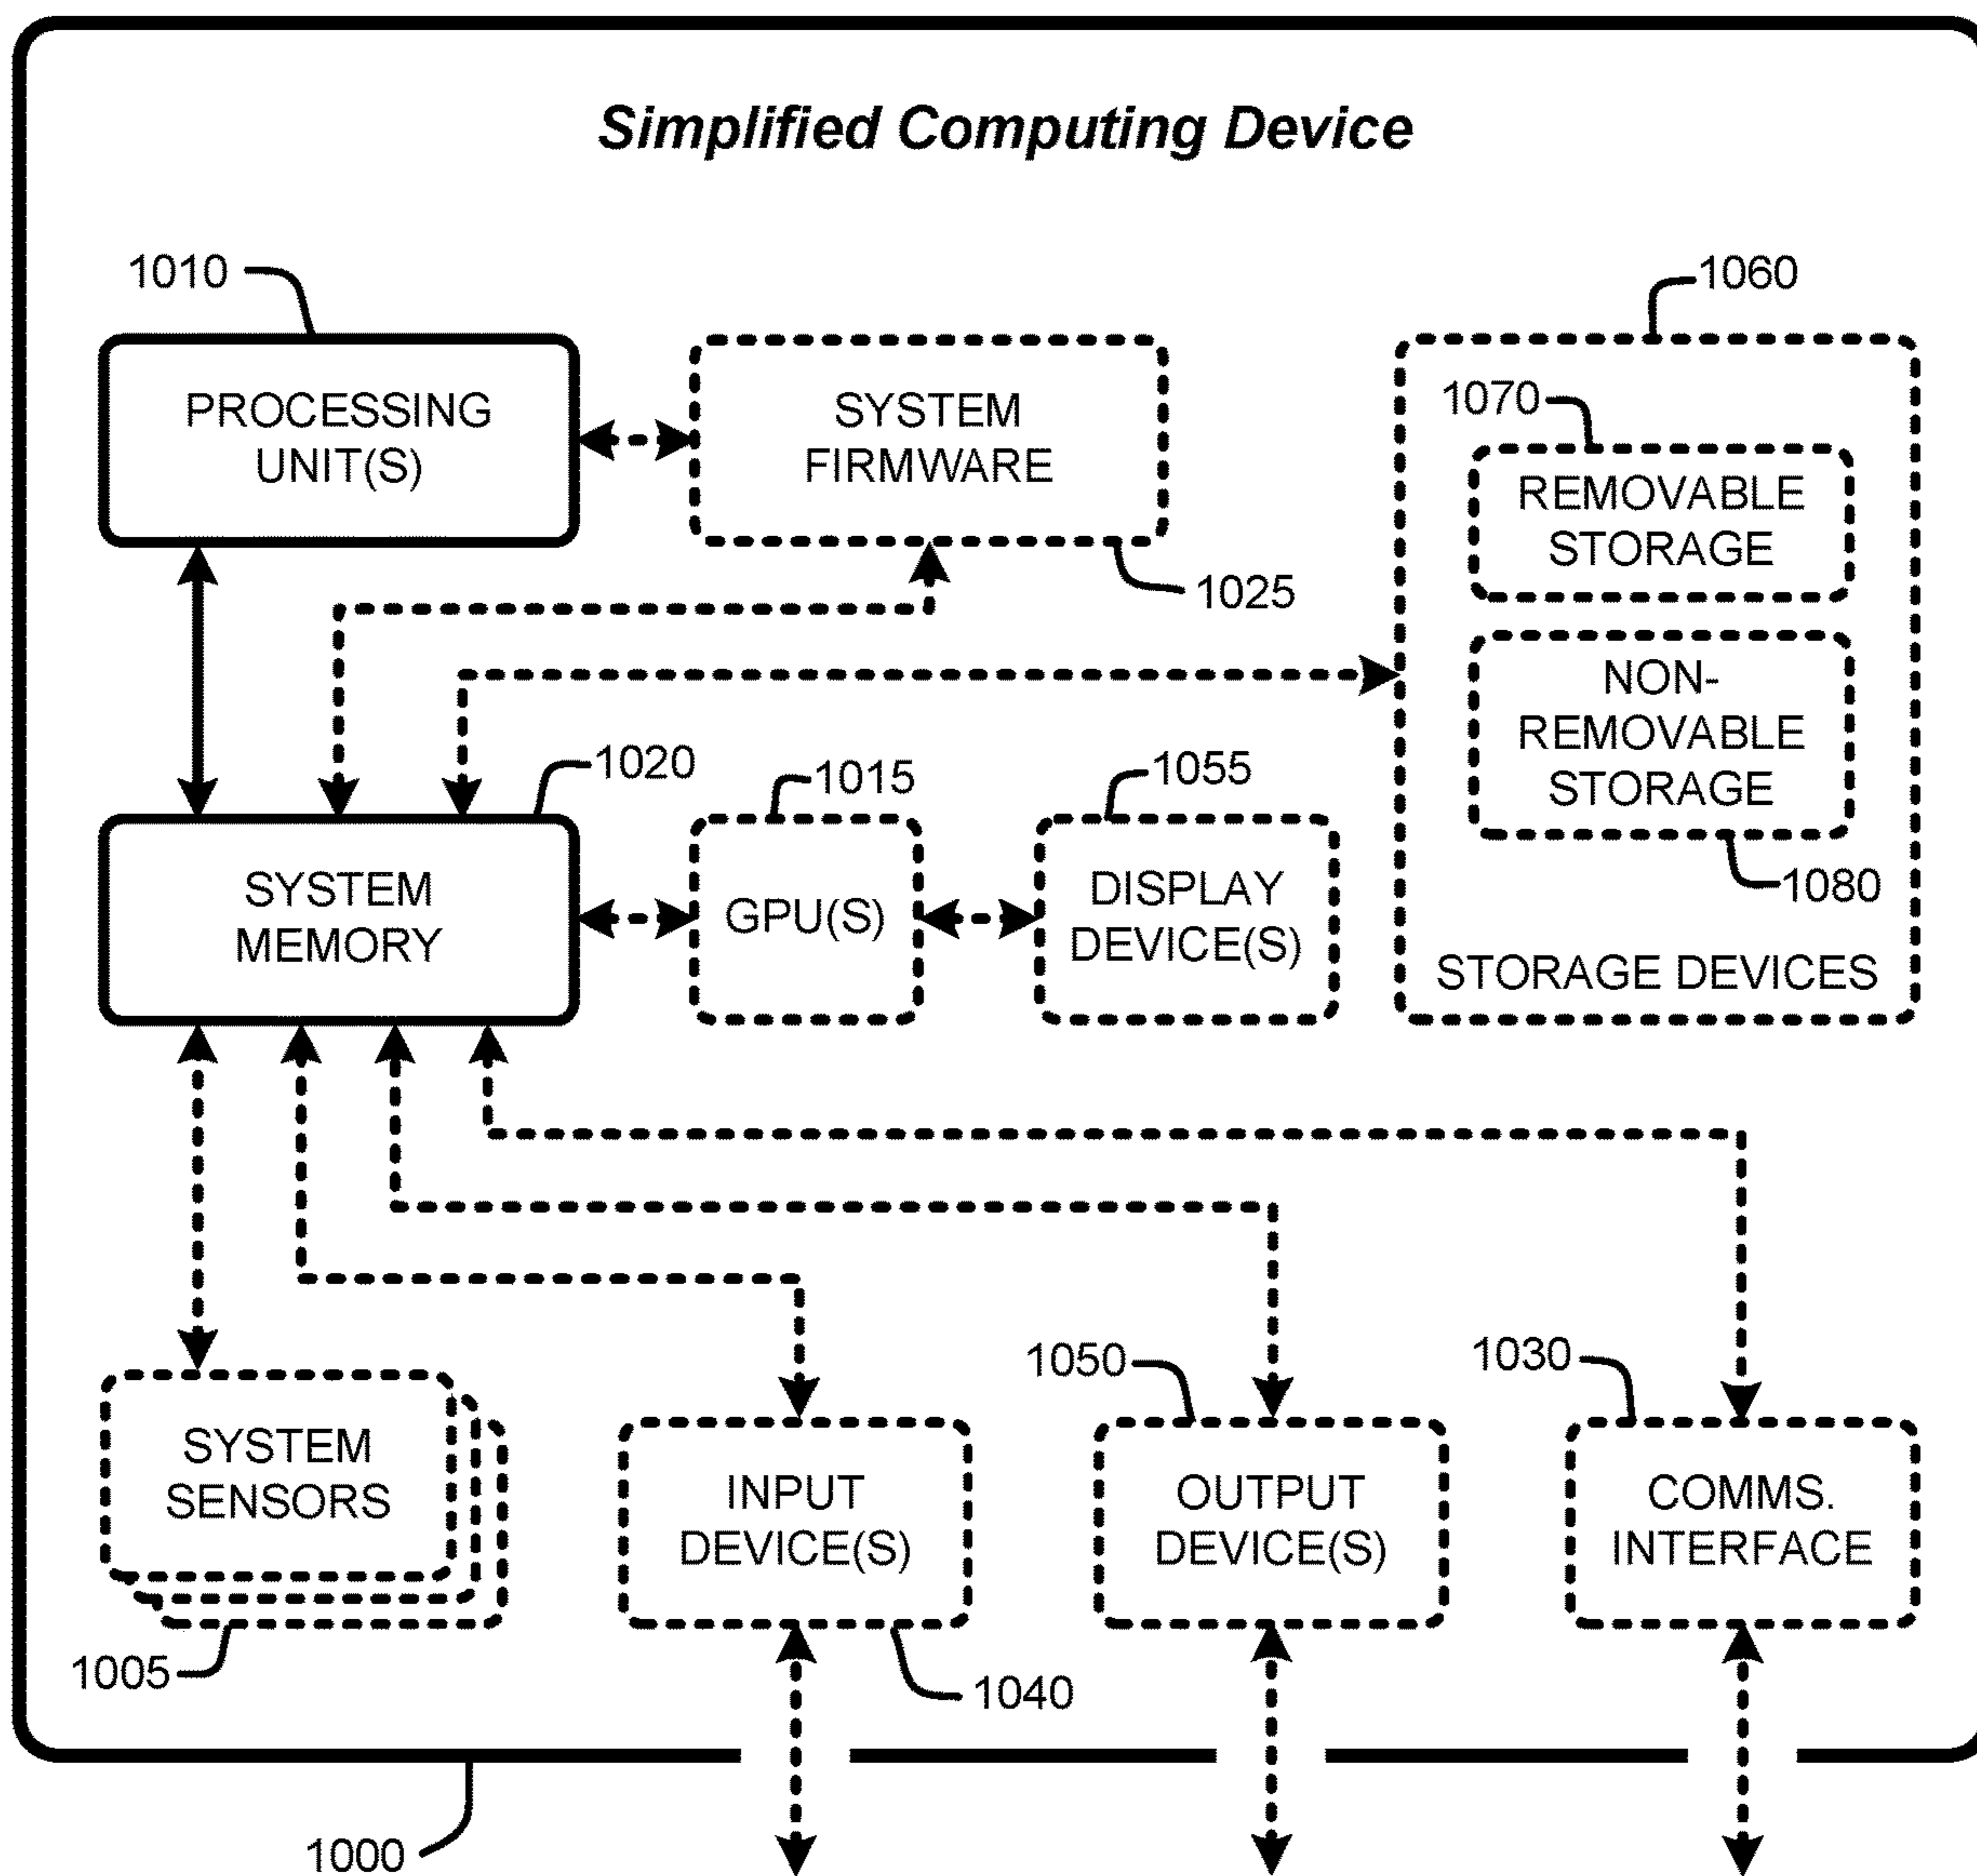 Simplified Computing Device
1010
1060
PROCESSING
UNIT(S)
SYSTEM
FIRMWARE
1025
1070
REMOVABLE
STORAGE
NON-
REMOVABLE
STORAGE
1080
STORAGE DEVICES
1020
1015
1055
SYSTEM
MEMORY
GPU(S)
DISPLAY
DEVICE(S)
1050
1030
SYSTEM
SENSORS
INPUT
DEVICE(S)
OUTPUT
DEVICE(S)
COMMS.
INTERFACE
1005
1040
1000